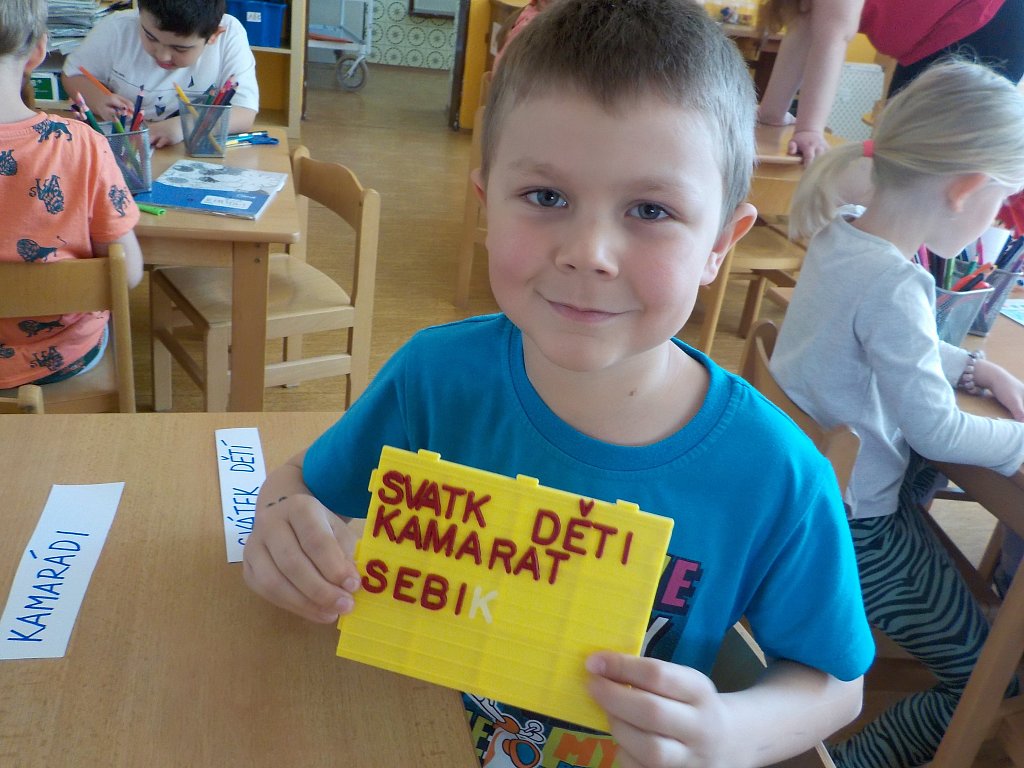 SVATK DĚTI
KAMARAT
SEBIK
KAMARÁDI
SVÁTEK DĚTÍ